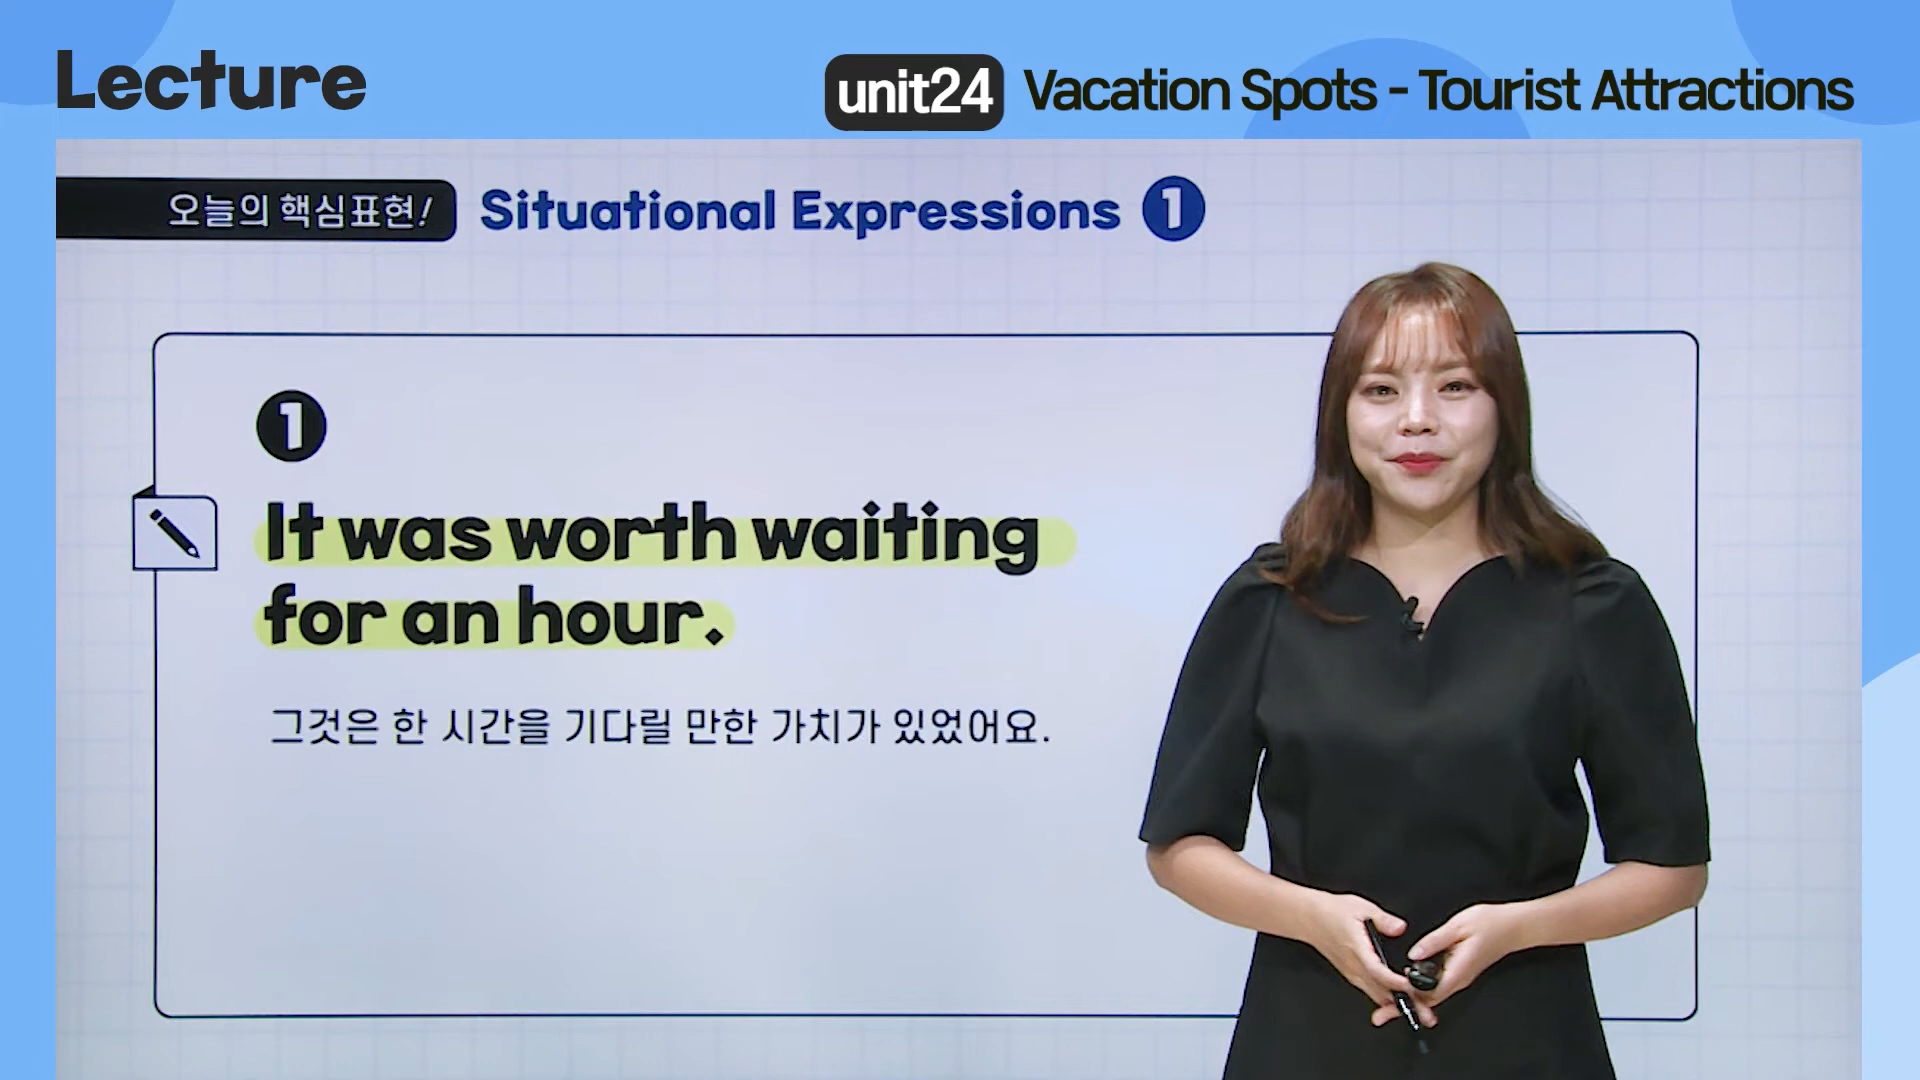 Lecture
unit24 Vacation Spots - Tourist Attractions
오늘의 핵심표현! Situational Expressions 1
1
It was worth waiting
for an hour.
그것은 한 시간을 기다릴 만한 가치가 있었어요.